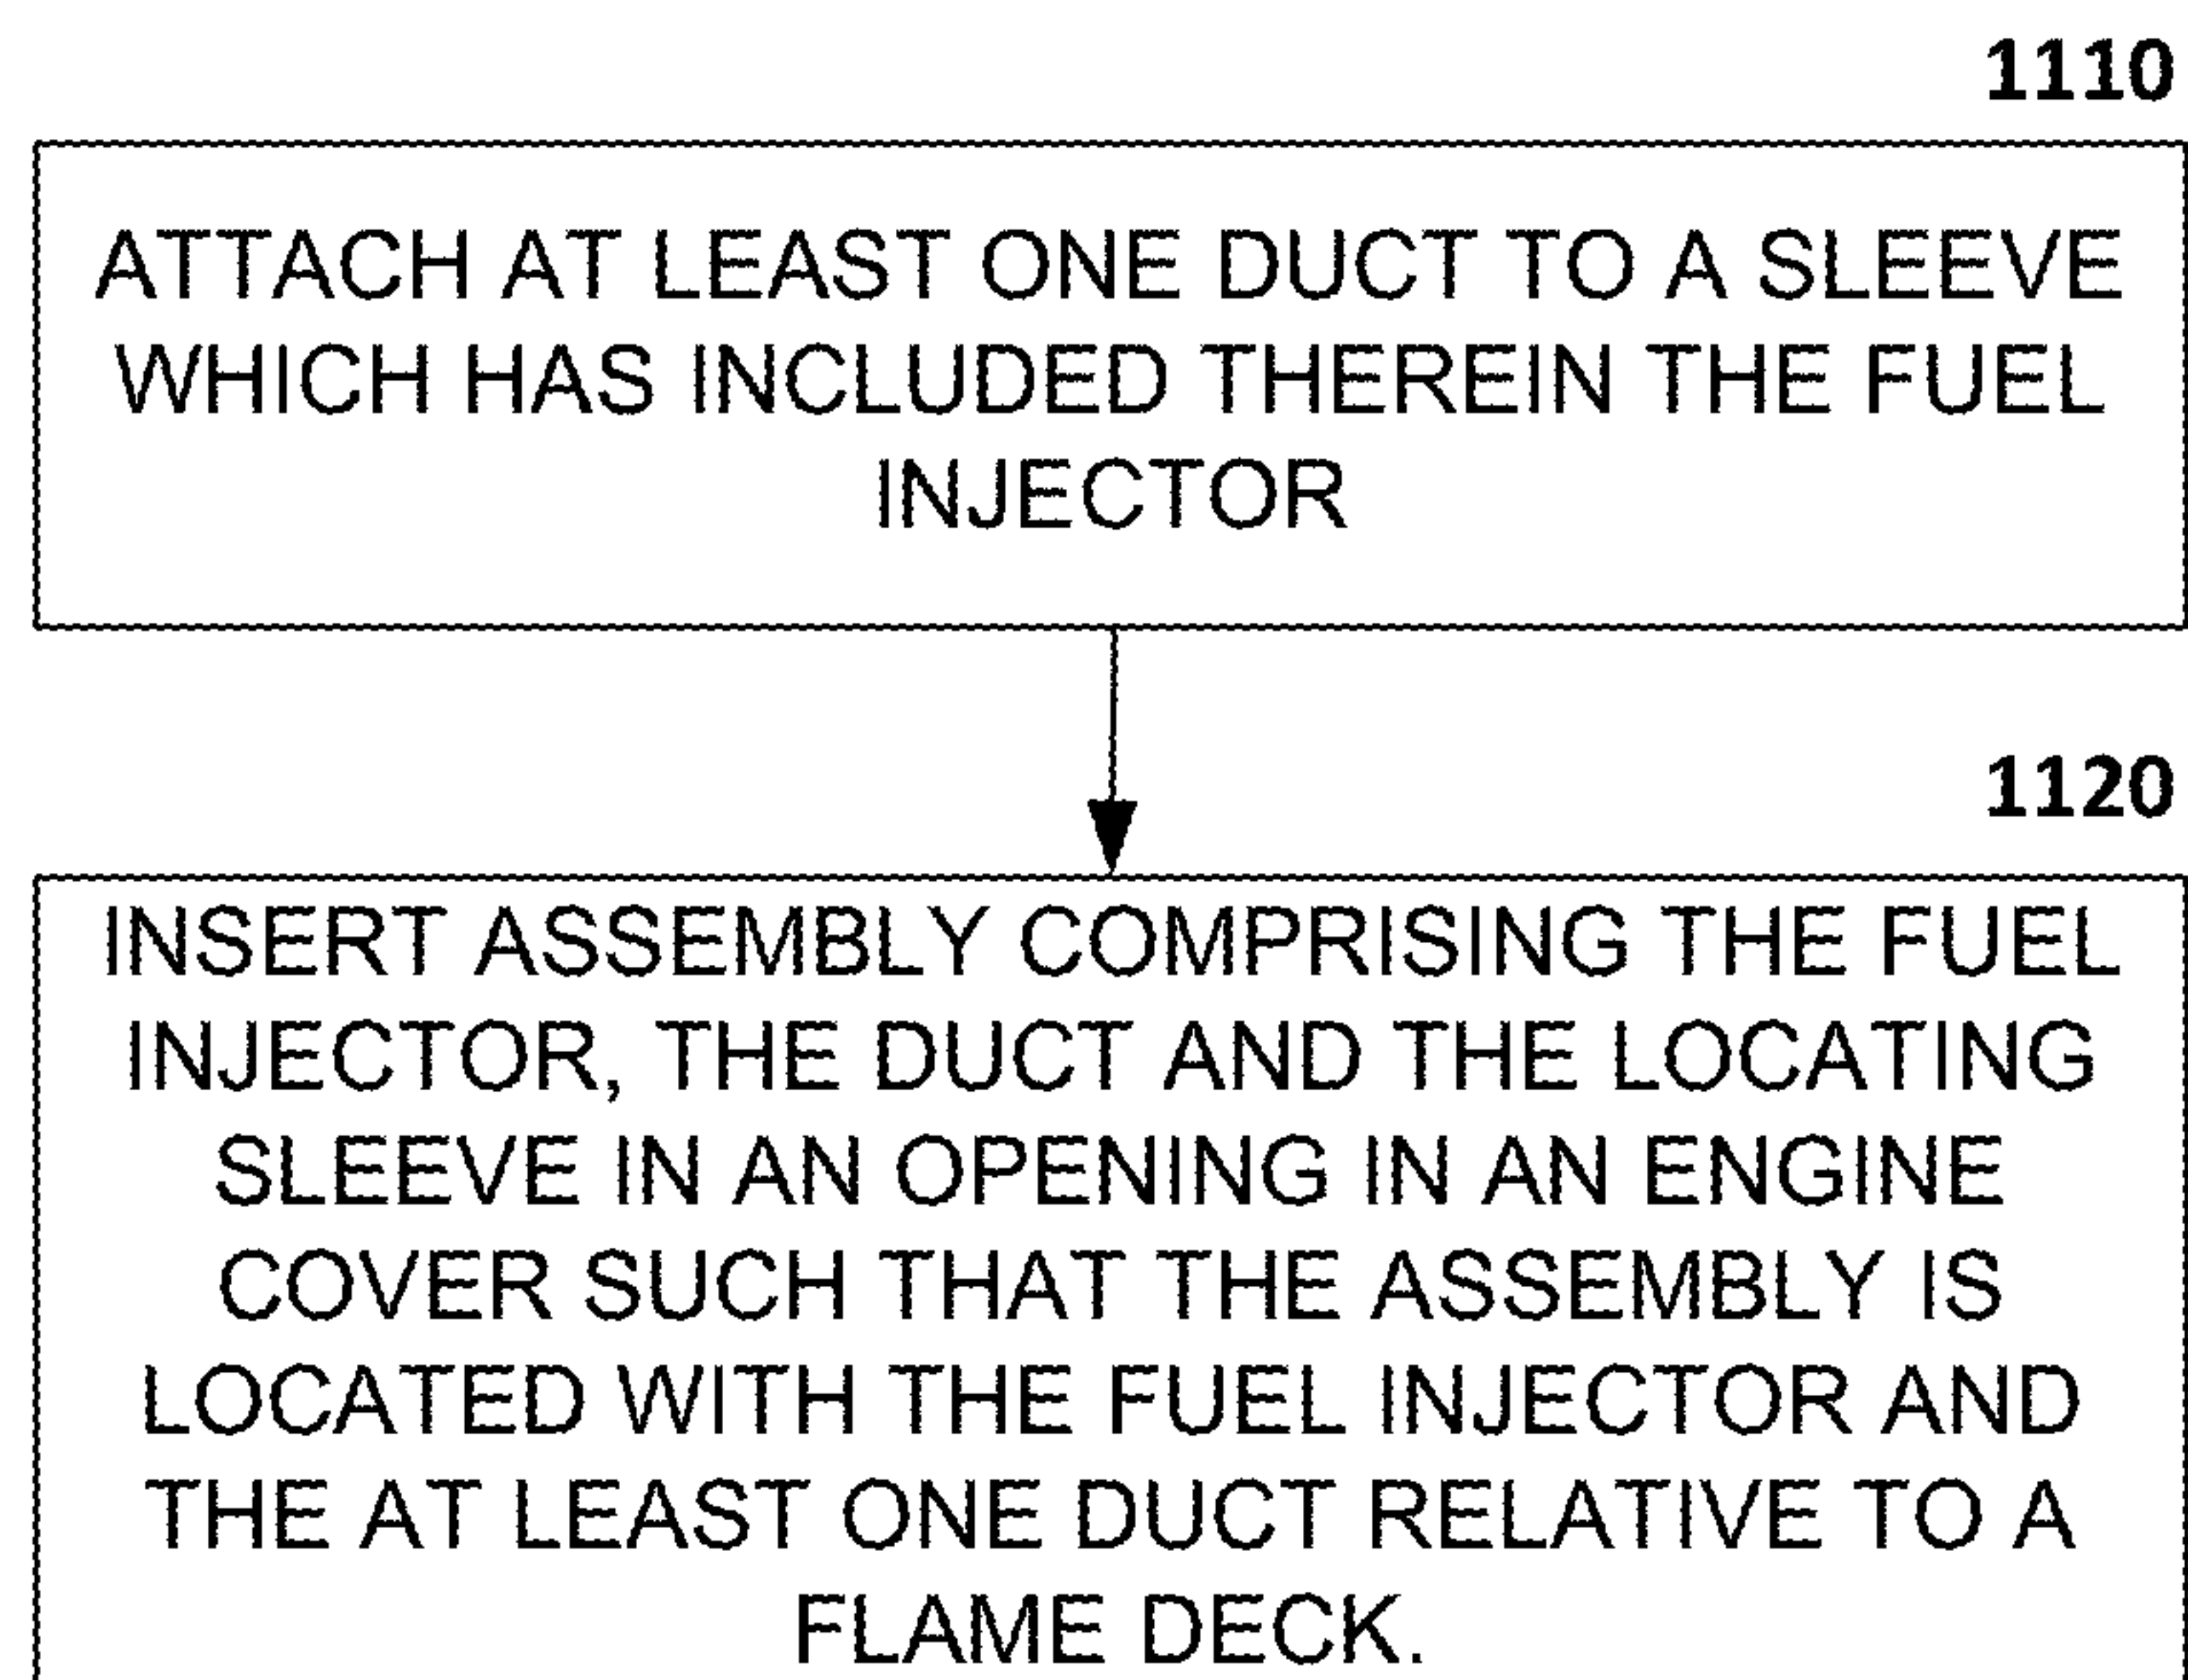 1110
ATTACH AT LEAST ONE DUCT TO A SLEEVE
WHICH HAS INCLUDED THEREIN THE FUEL
INJECTOR
1120
INSERT ASSEMBLY COMPRISING THE FUEL
INJECTOR, THE DUCT AND THE LOCATING
SLEEVE IN AN OPENING IN AN ENGINE
COVER SUCH THAT THE ASSEMBLY IS
LOCATED WITH THE FUEL INJECTOR AND
THE AT LEAST ONE DUCT RELATIVE TO A
FLAME DECK.